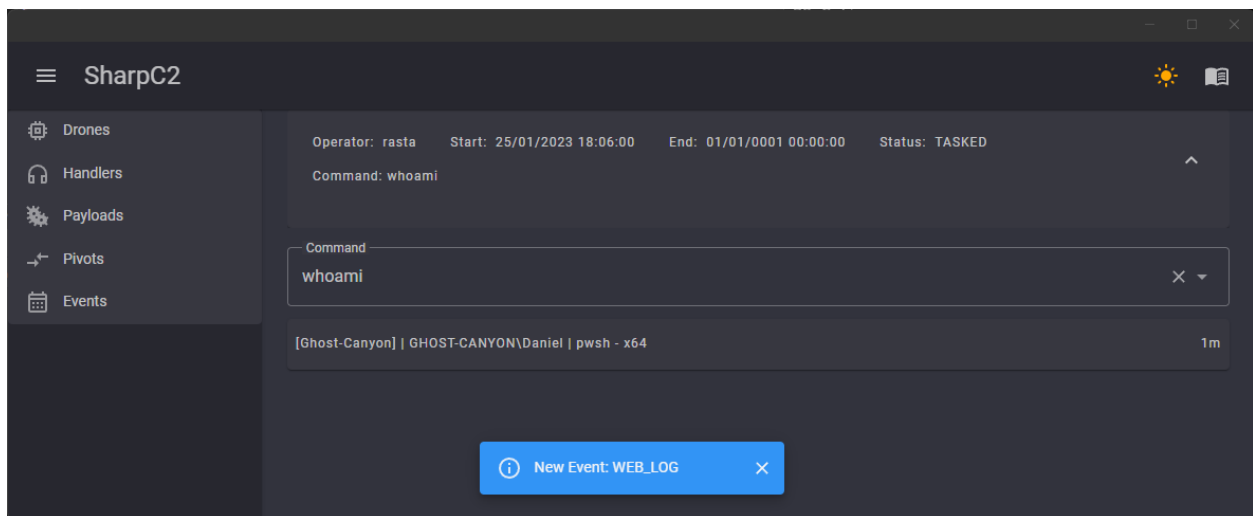 SharpC2
Drones
Handlers
Payloads
Pivots
Events
Operator: rasta Start: 25/01/2023 18:06:00 End: 01/01/0001 00:00:00 Status: TASKED
Command: whoami
Command
whoami
[Ghost-Canyon] | GHOST-CANYON\Daniel | pwsh - x64 1m
New Event: WEB_LOG